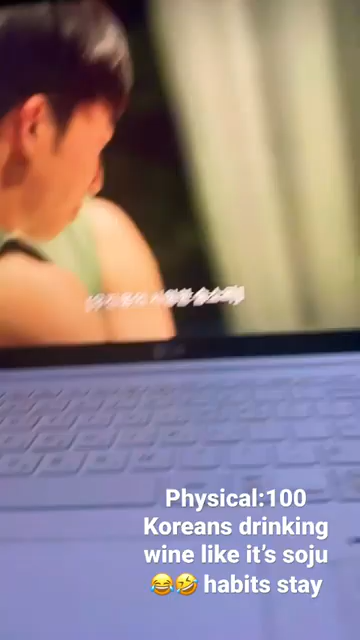 Physical:100
Koreans drinking
wine like it's soju
😂🤣 habits stay